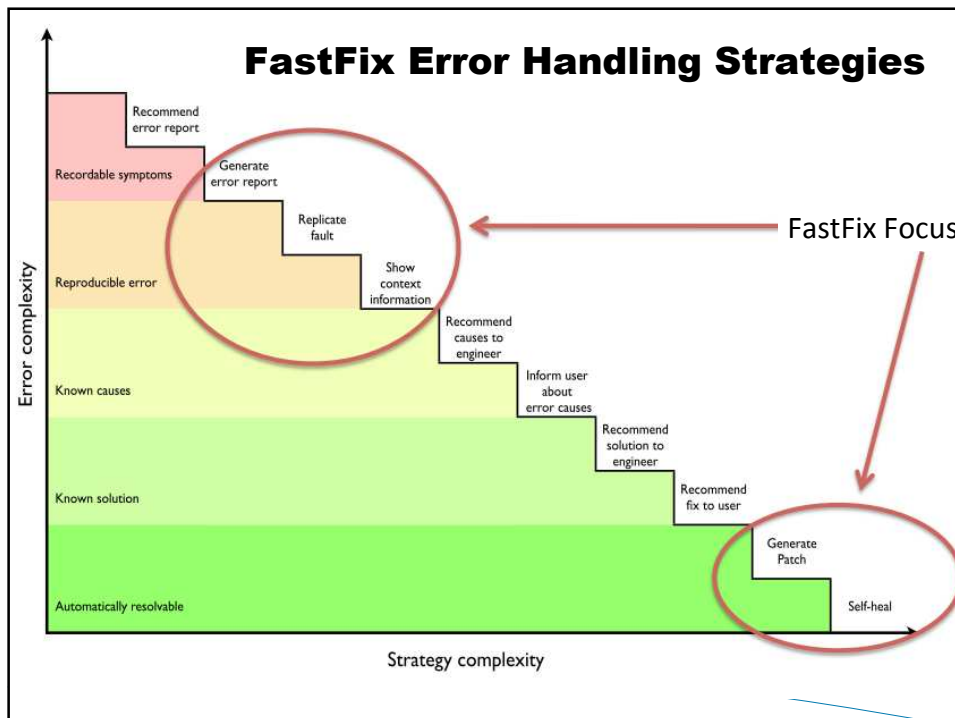 FastFix Error Handling Strategies
Recommend
error report
Recordable symptoms
Generate
error report
Replicate
fault
FastFix Focus
Reproducible error
Show
context
information
Recommend
causes to
engineer
Known causes
Inform user
about
error causes
Recommend
solution to
engineer
Known solution
Recommend
fix to user
Generate
Patch
Automatically resolvable
Self-heal
Error complexity
Strategy complexity